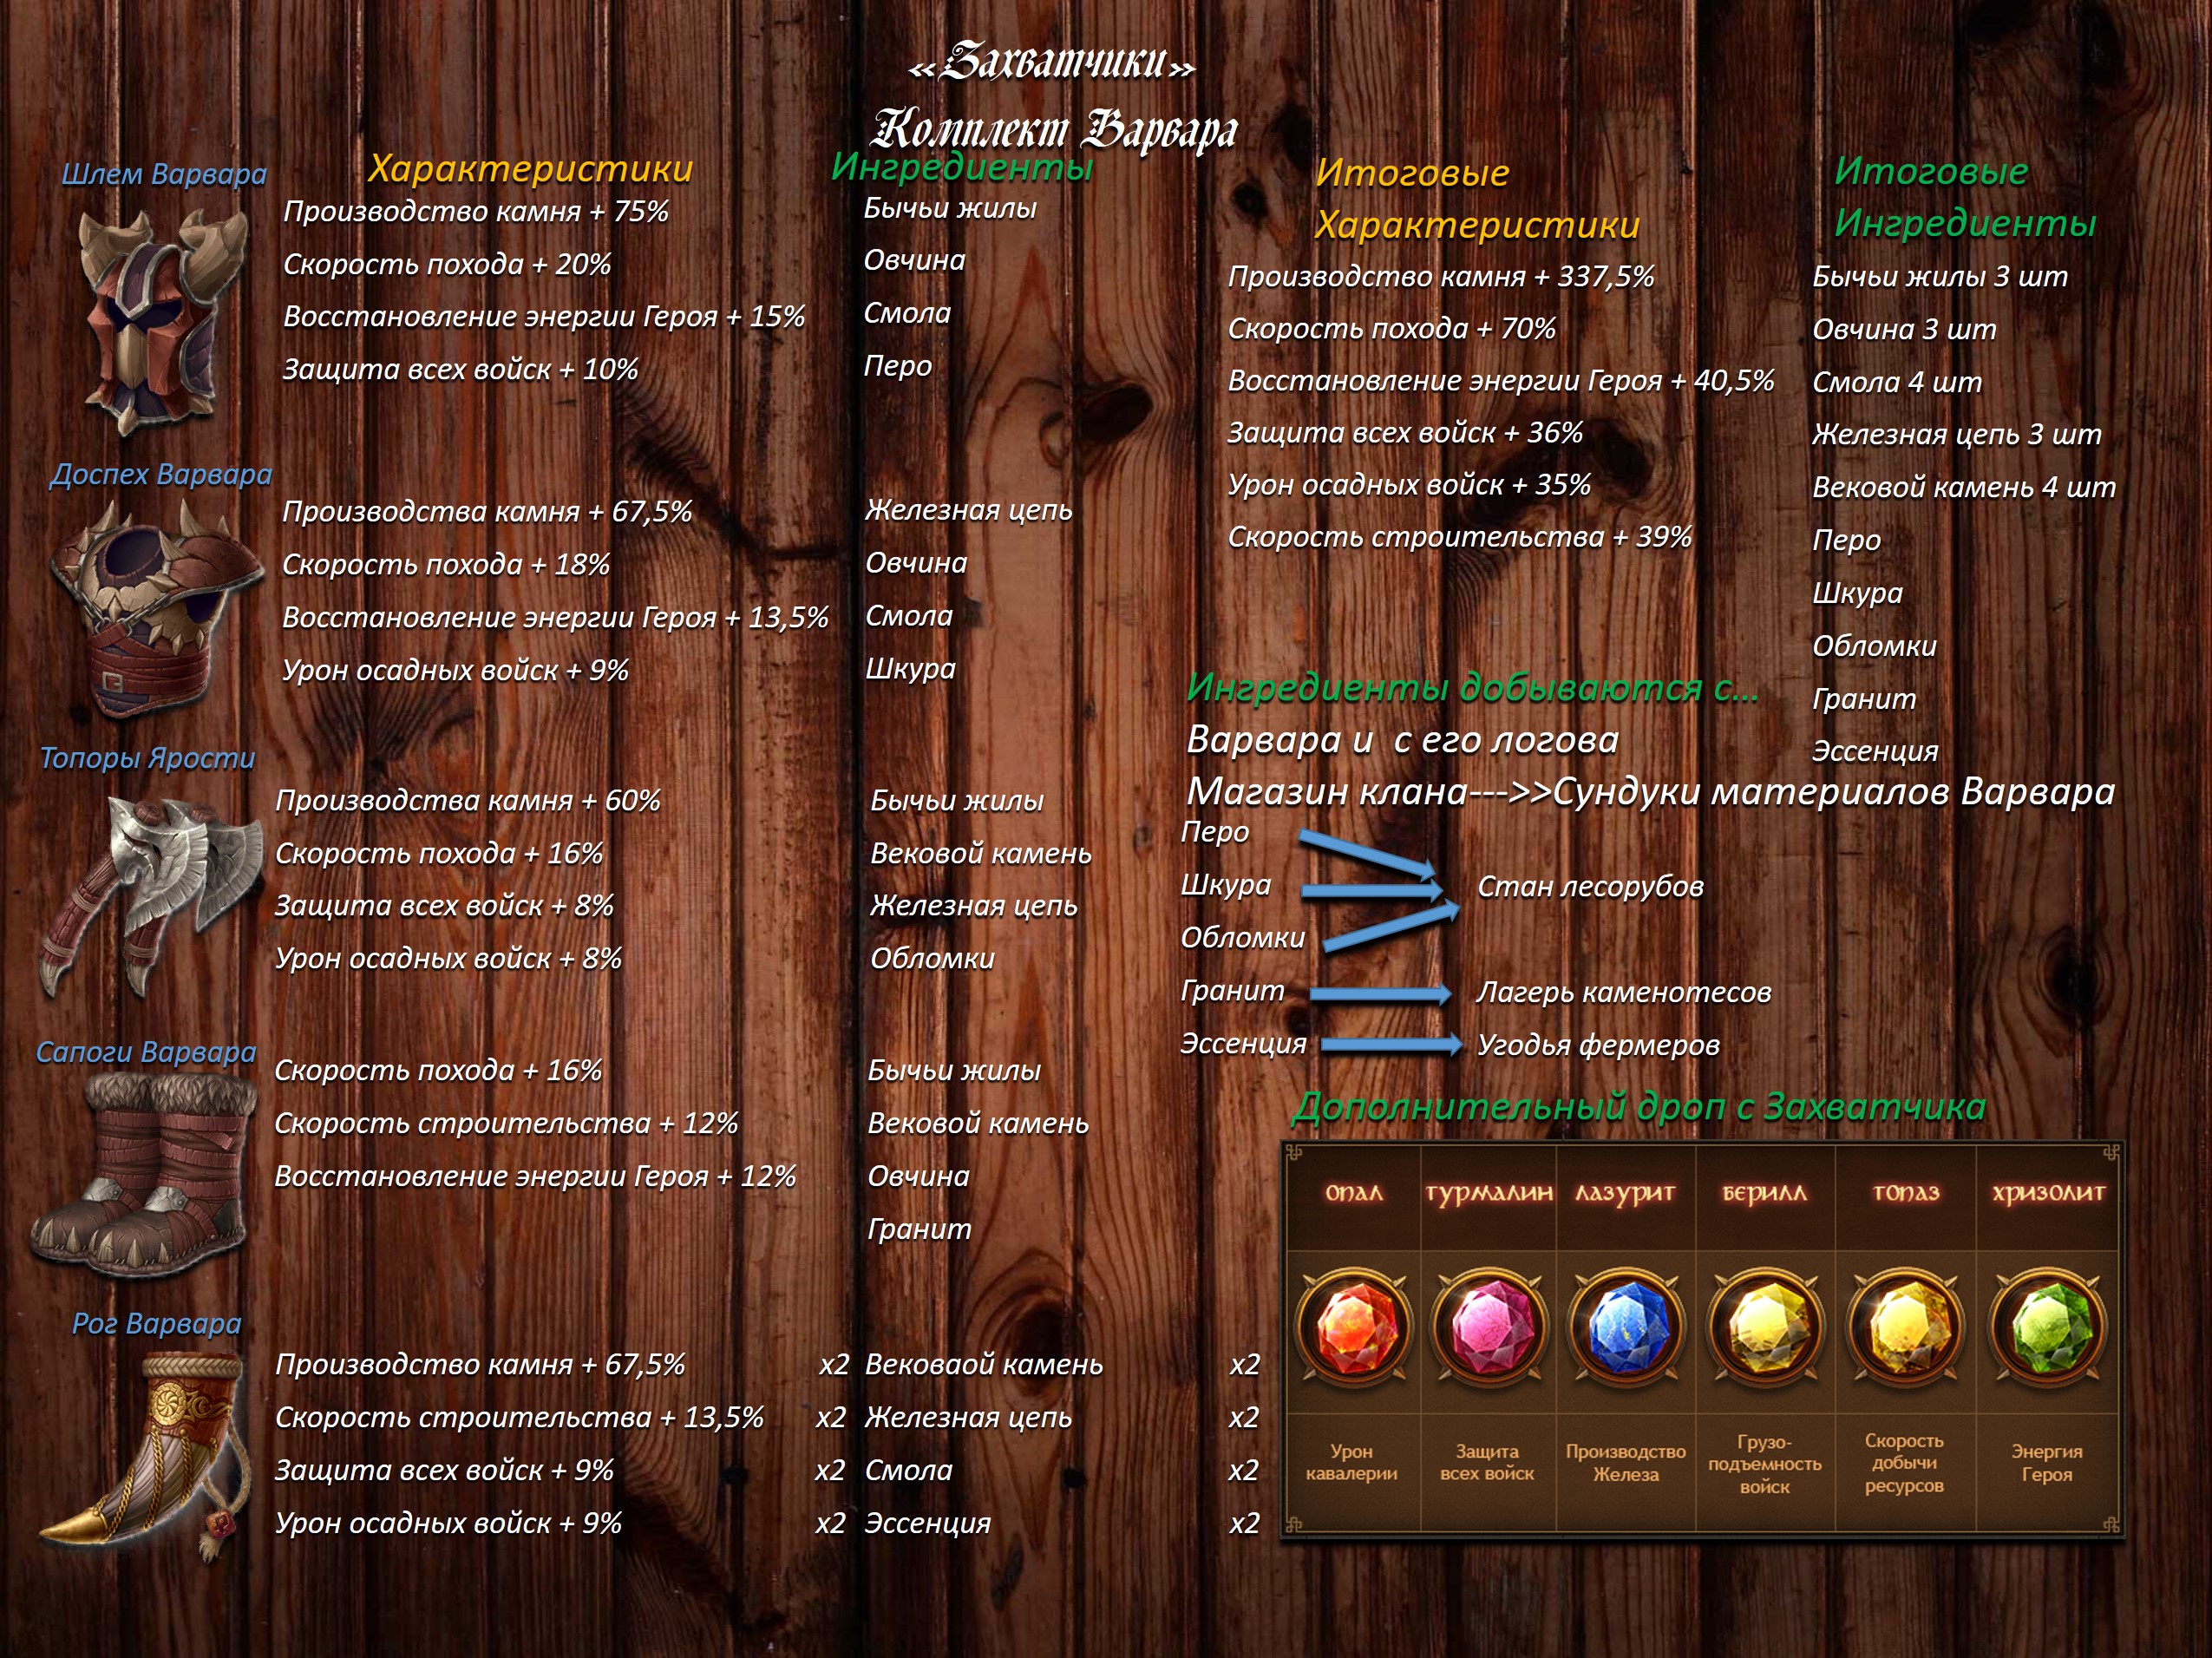 «Захватчики»
Комплект Варвара
Шлем Варвара
Характеристики
Производство камня + 75%
Скорость похода + 20%
Восстановление энергии Героя + 15%
Защита всех войск + 10%
Ингредиенты
Бычьи жилы
Овчина
Смола
Перо
Доспех Варвара
Производства камня + 67,5%
Скорость похода + 18%
Восстановление энергии Героя + 13,5%
Урон осадных войск + 9%
Железная цепь
Овчина
Смола
Шкура
Топоры Ярости
Производства камня + 60%
Скорость похода + 16%
Защита всех войск + 8%
Урон осадных войск + 8%
Бычьи жилы
Вековой камень
Железная цепь
Обломки
Сапоги Варвара
Скорость похода + 16%
Скорость строительства + 12%
Восстановление энергии Героя + 12%
Бычьи жилы
Вековой камень
Овчина
Гранит
Рог Варвара
Производство камня + 67,5% x2
Скорость строительства + 13,5% x2
Защита всех войск + 9% x2
Урон осадных войск + 9% x2
Вековаой камень x2
Железная цепь x2
Смола x2
Эссенция x2
Итоговые
Характеристики
Производство камня + 337,5%
Скорость похода + 70%
Восстановление энергии Героя + 40,5%
Защита всех войск + 36%
Урон осадных войск + 35%
Скорость строительства + 39%
Итоговые
Ингредиенты
Бычьи жилы 3 шт
Овчина 3 шт
Смола 4 шт
Железная цепь 3 шт
Вековой камень 4 шт
Перо
Шкура
Обломки
Гранит
Эссенция
Ингредиенты добываются с...
Варвара и с его логова
Магазин клана--->>Сундуки материалов Варвара
Перо
Шкура
Обломки
Стан лесорубов
Гранит
Лагерь каменотесов
Эссенция
Угодья фермеров
Дополнительный дроп с Захватчика
ОПАЛ
ТУРМАЛИН
ЛАЗУРИТ
БЕРИЛЛ
ТОПАЗ
ХРИЗОЛИТ
Урон
кавалерии
Защита
всех войск
Производство
Железа
Грузо-
подъемность
войск
Скорость
добычи
ресурсов
Энергия
Героя